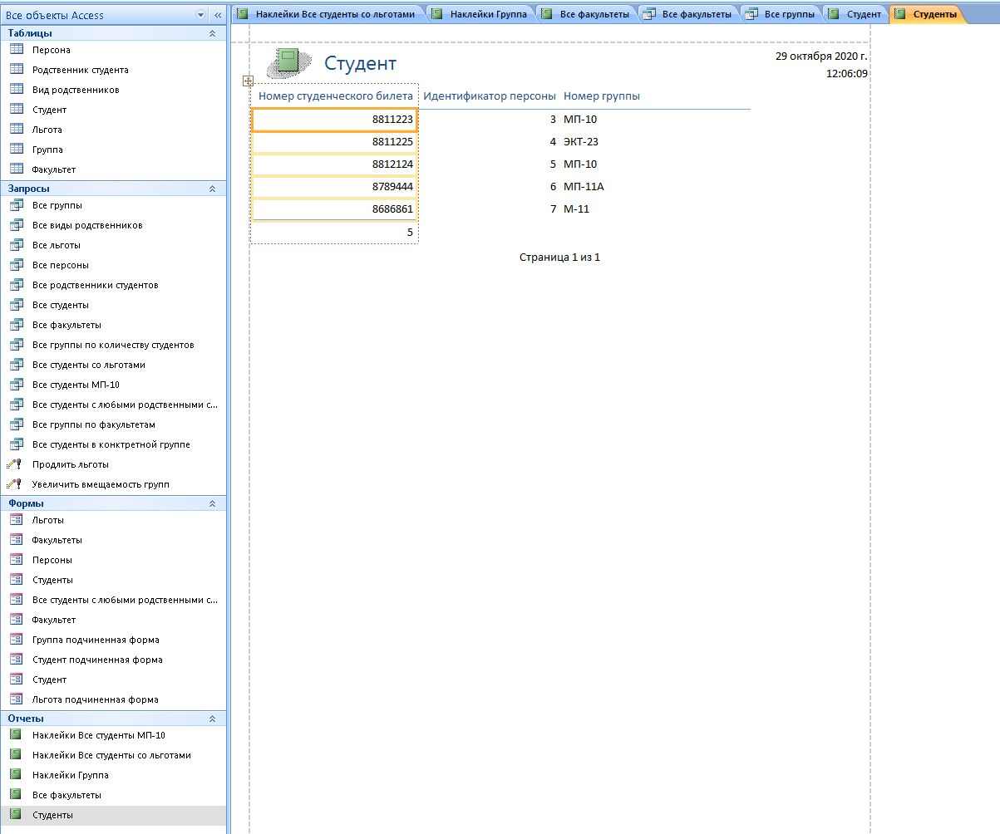 Все объекты Access
Таблицы
Персона
Родственник студента
Вид родственников
Студент
Льгота
Группа
Факультет
Запросы
Все группы
Все виды родственников
Все льготы
Все персоны
Все родственники студентов
Все студенты
Все факультеты
Все группы по количеству студентов
Все студенты со льготами
Все студенты МП-10
Все студенты с любыми родственными с...
Все группы по факультетам
Все студенты в конктретной группе
Продлить льготы
Увеличить вмещаемость групп
Формы
Льготы
Факультеты
Персоны
Студенты
Все студенты с любыми родственными с...
Факультет
Группа подчиненная форма
Студент подчиненная форма
Студент
Льгота подчиненная форма
Отчеты
Наклейки Все студенты МП-10
Наклейки Все студенты со льготами
Наклейки Группа
Все факультеты
Студенты
Наклейки Все студенты со льготами Наклейки Группа Все факультеты Все факультеты Все группы Студент Студенты
Студент
29 октября 2020 г.
12:06:09
Номер студенческого билета Идентификатор персоны Номер группы
8811223 3 МП-10
8811225 4 ЭКТ-23
8812124 5 МП-10
8789444 6 МП-11А
8686861 7 М-11
5
Страница 1 из 1